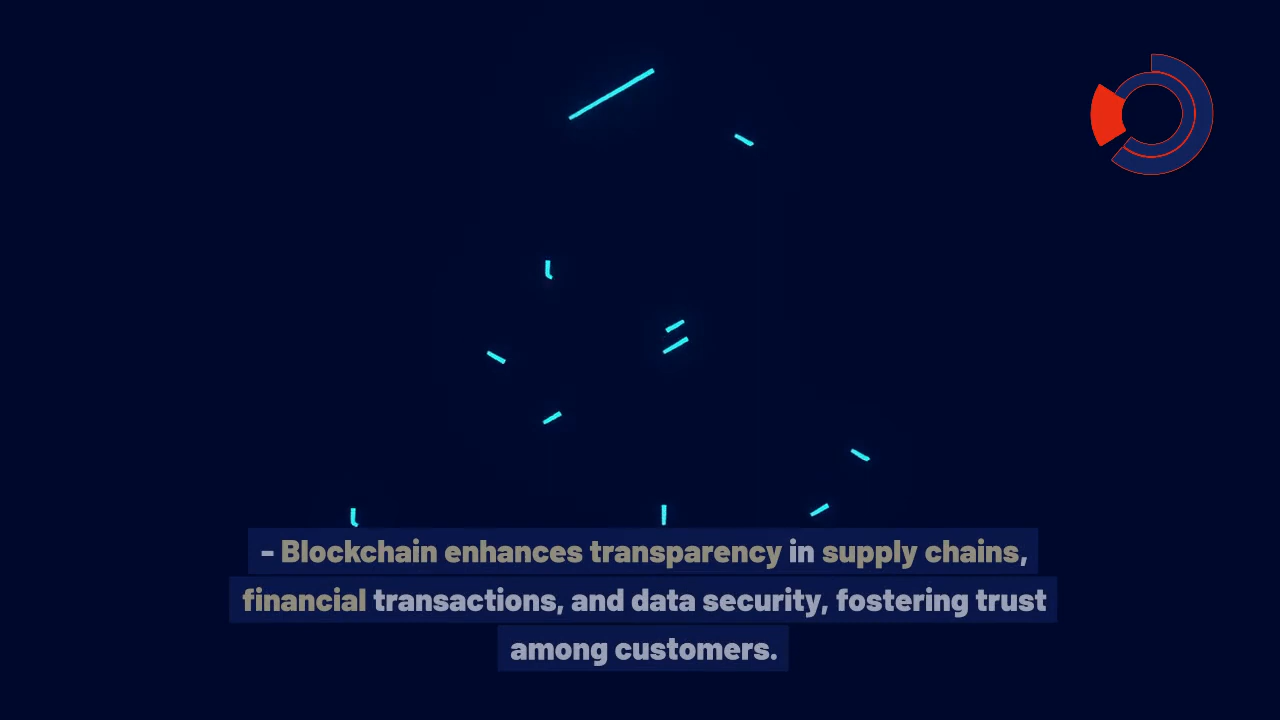 - Blockchain enhances transparency in supply chains,
financial transactions, and data security, fostering trust
among customers.